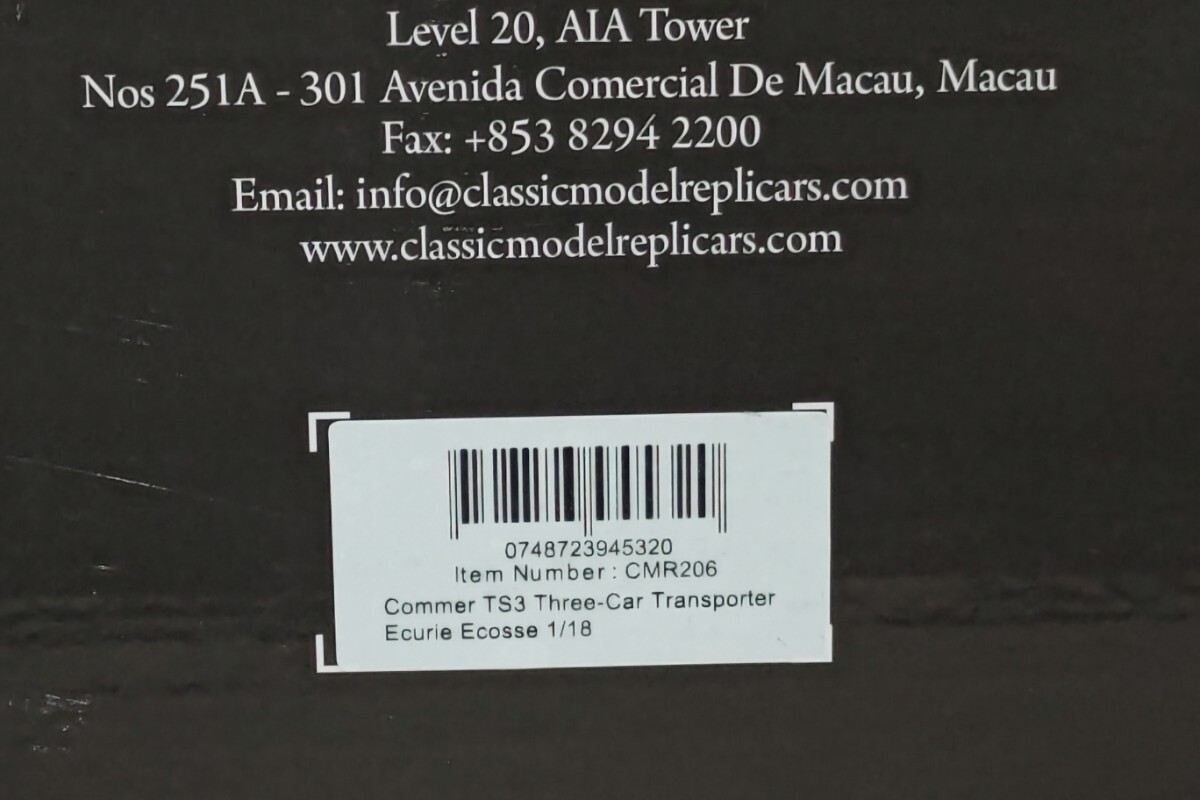 Level 20, AIA Tower
Nos 251A - 301 Avenida Comercial De Macau, Macau
Fax: +853 8294 2200
Email: info@classicmodelreplicars.com
www.classicmodelreplicars.com
0748723945320
Item Number : CMR206
Commer TS3 Three-Car Transporter
Ecurie Ecosse 1/18